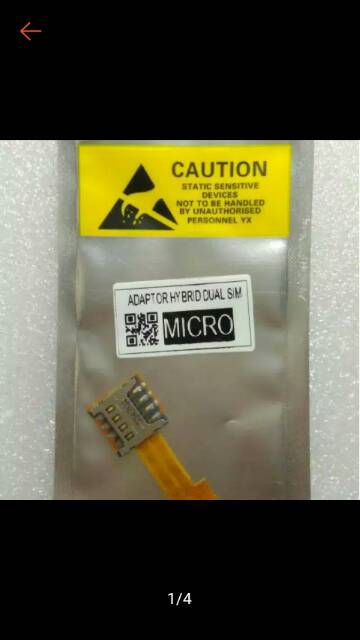 CAUTION
STATIC SENSITIVE
DEVICES
NOT TO BE HANDLED
BY UNAUTHORISED
PERSONNEL YX
ADAPTOR HYBRID DUAL SIM
MICRO
1/4